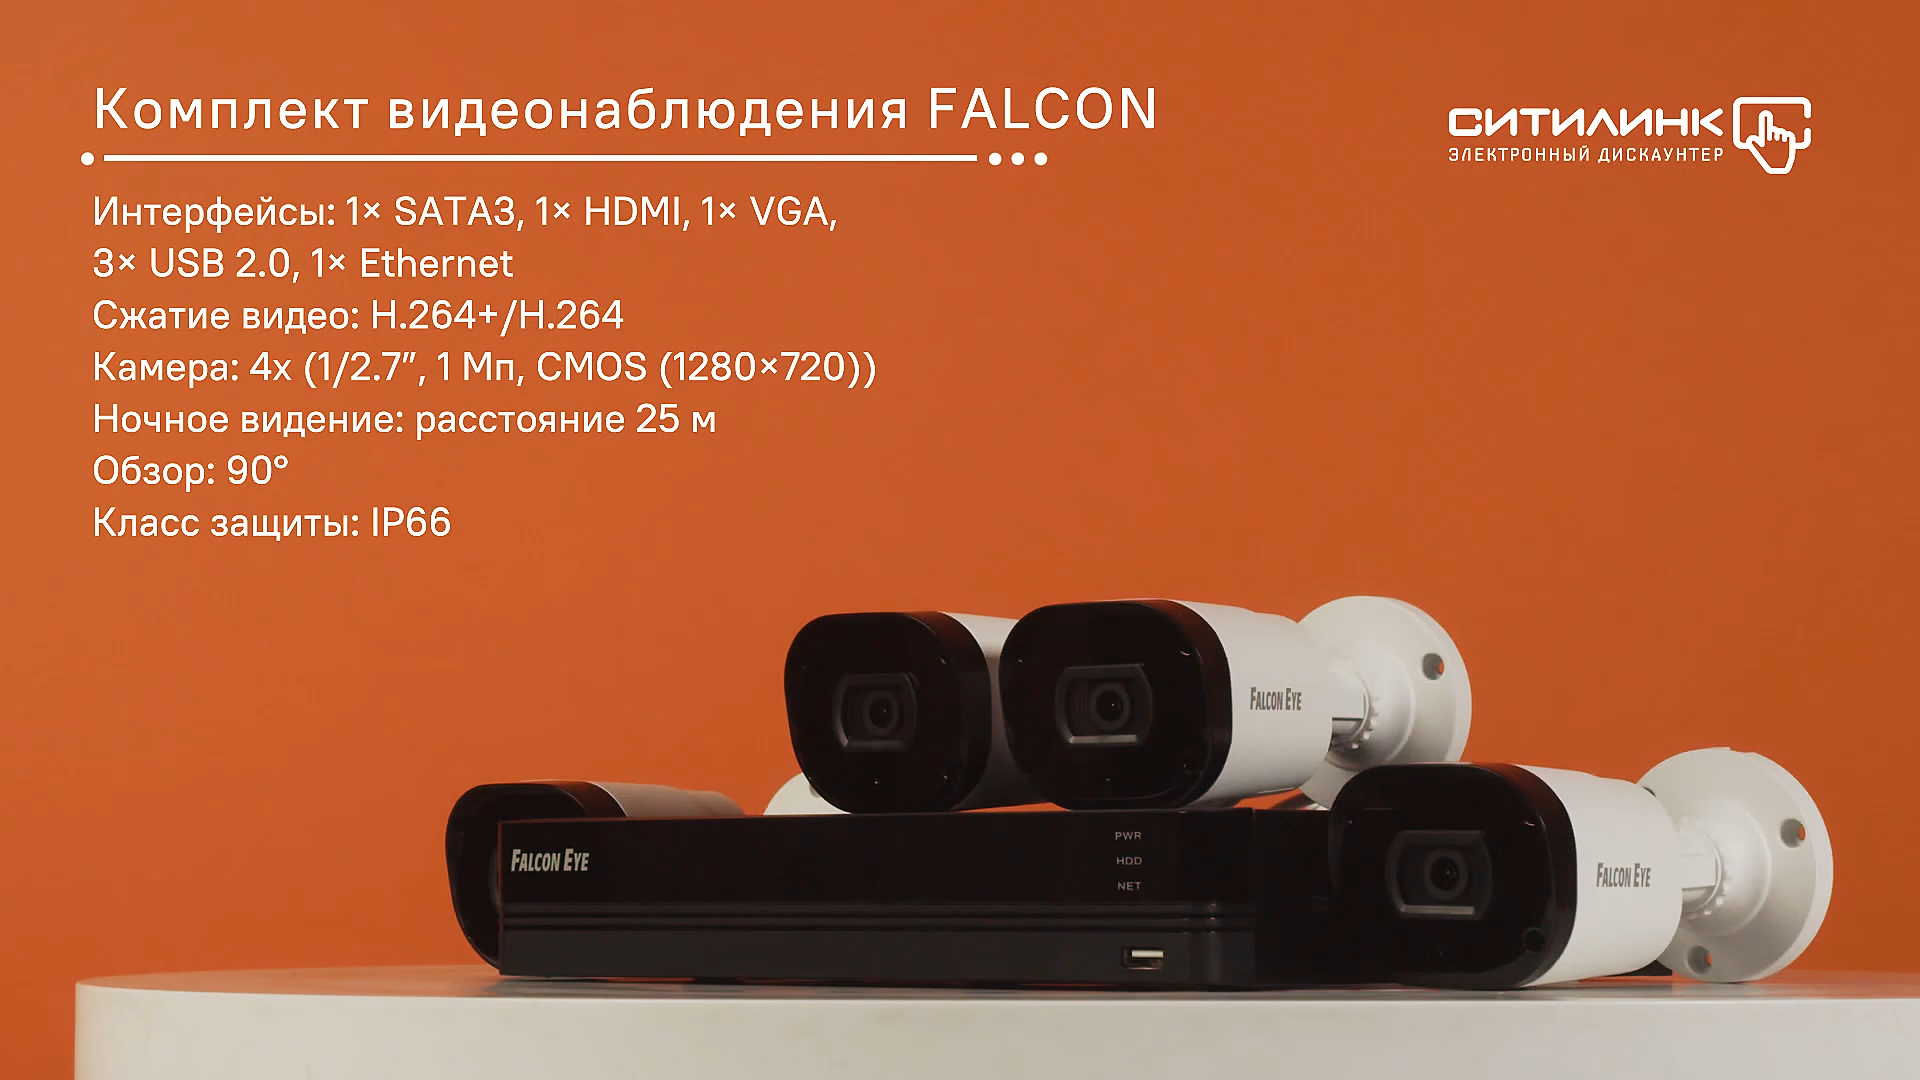 Комплект видеонаблюдения FALCON
СИТИЛИНК
ЭЛЕКТРОННЫЙ ДИСКАУНТЕР
Интерфейсы: 1× SATA3, 1× HDMI, 1× VGA,
3× USB 2.0, 1× Ethernet
Сжатие видео: H.264+/H.264
Камера: 4x (1/2.7”, 1 Мп, CMOS (1280×720))
Ночное видение: расстояние 25 м
Обзор: 90°
Класс защиты: IP66
FALCON EYE
PWR
HDD
NET
FALCON EYE
FALCON EYE